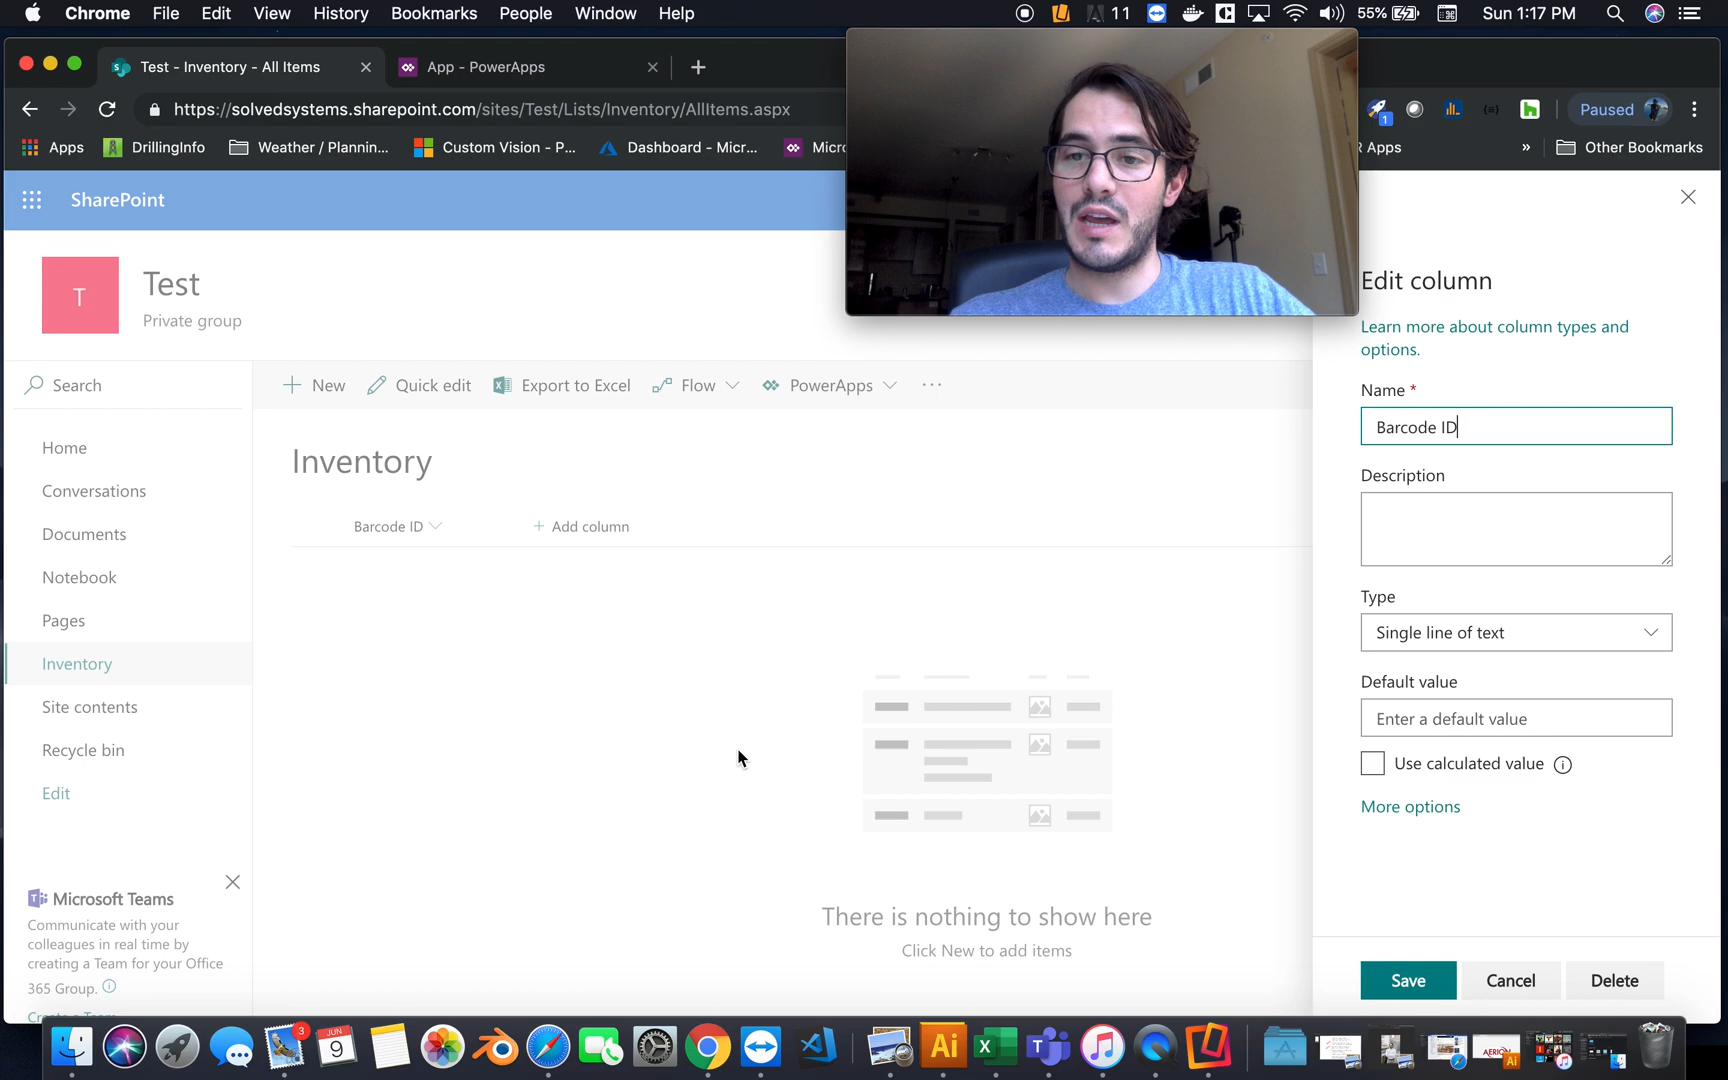 Chrome File Edit View History Bookmarks People Window Help
11 55% Sun 1:17 PM
Test - Inventory - All Items
App - PowerApps
https://solvedsystems.sharepoint.com/sites/Test/Lists/Inventory/AllItems.aspx
1
Paused
Apps
DrillingInfo
Weather / Plannin...
Custom Vision - P...
Dashboard - Micr...
Micro
R Apps
»
Other Bookmarks
SharePoint
T
Test
Private group
Search
Home
Conversations
Documents
Notebook
Pages
Inventory
Site contents
Recycle bin
Edit
Microsoft Teams
Communicate with your
colleagues in real time by
creating a Team for your Office
365 Group.
Create a Team
+ New
Quick edit
Export to Excel
Flow
PowerApps
...
Inventory
Barcode ID
+ Add column
There is nothing to show here
Click New to add items
Edit column
Learn more about column types and
options.
Name *
Barcode ID
Description
Type
Single line of text
Default value
Enter a default value
Use calculated value
More options
Save
Cancel
Delete
3
JUN
9
Ai
AERION